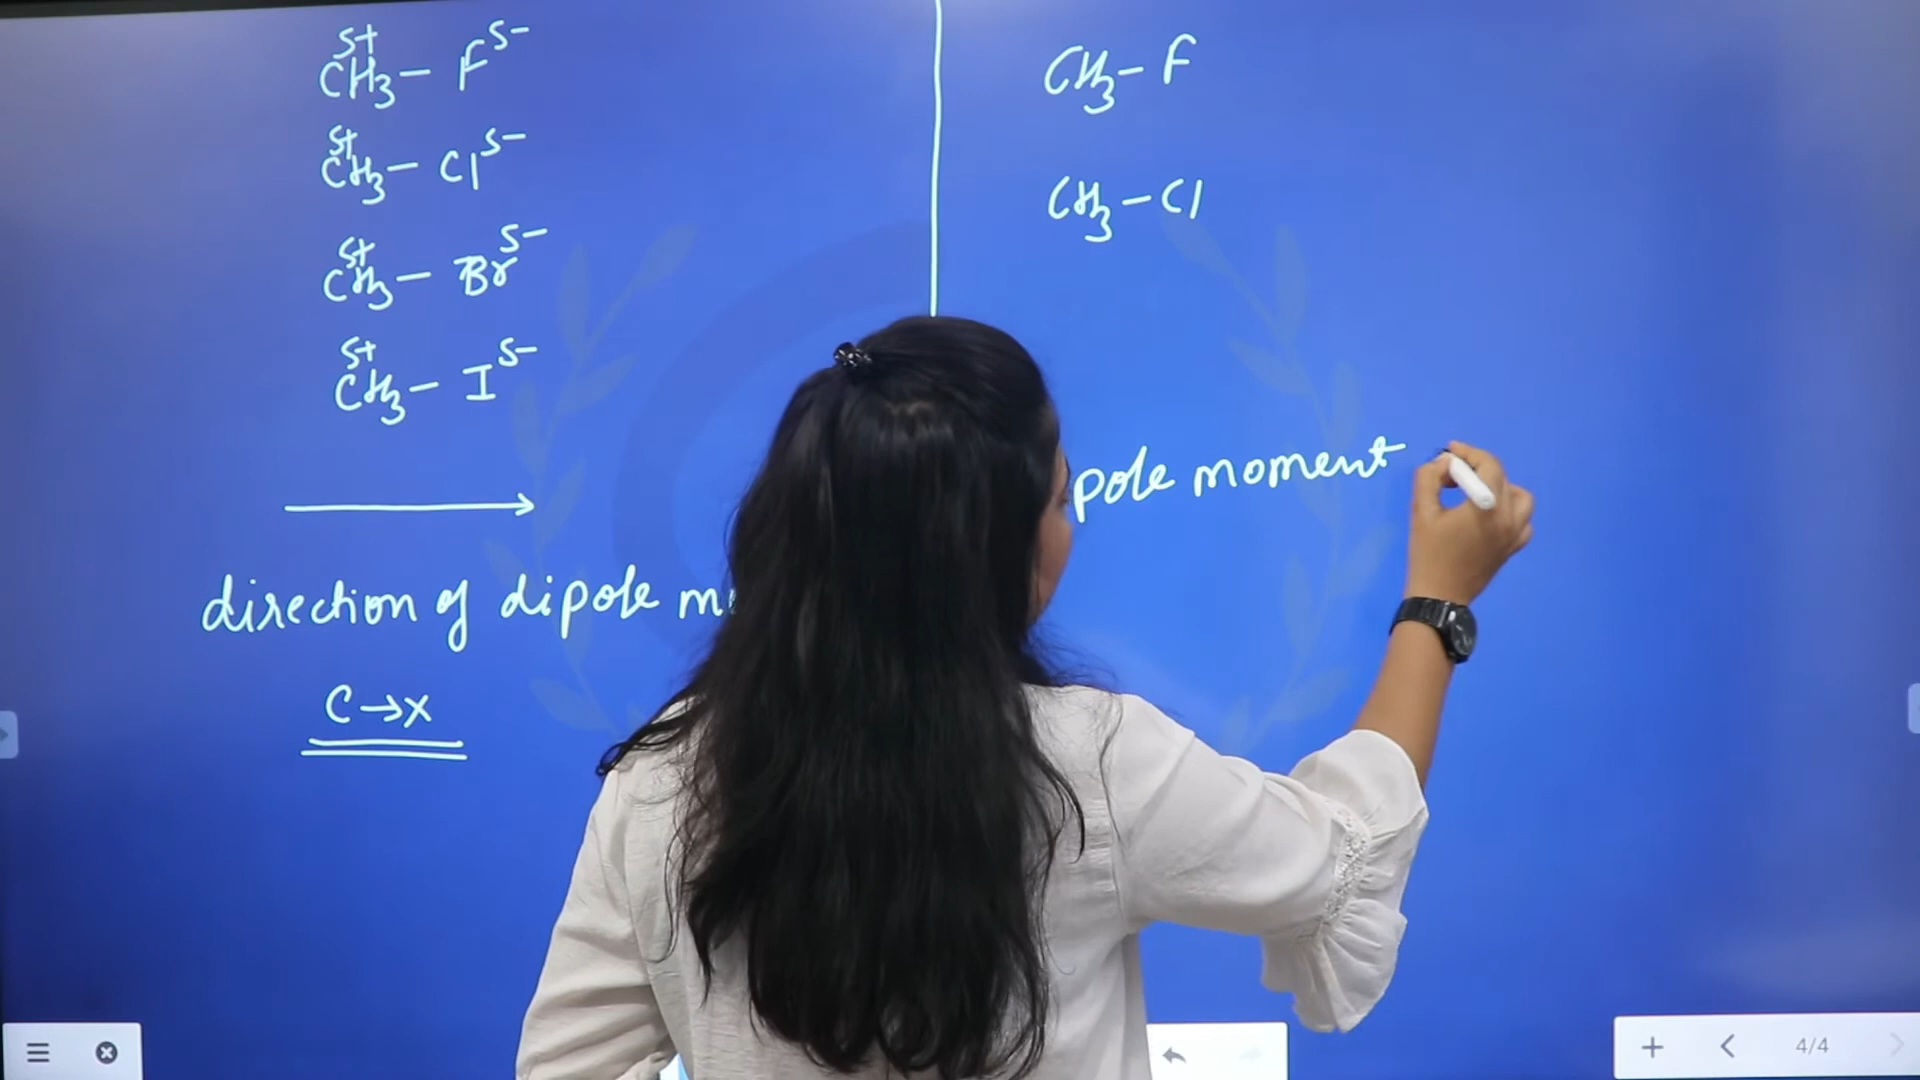 CH3 - F
δ+ δ-
CH3 - Cl
δ+ δ-
CH3 - Br
δ+ δ-
CH3 - I
δ+ δ-
direction of dipole
C → X
CH3 - F
CH3 - Cl
pole moment
4/4